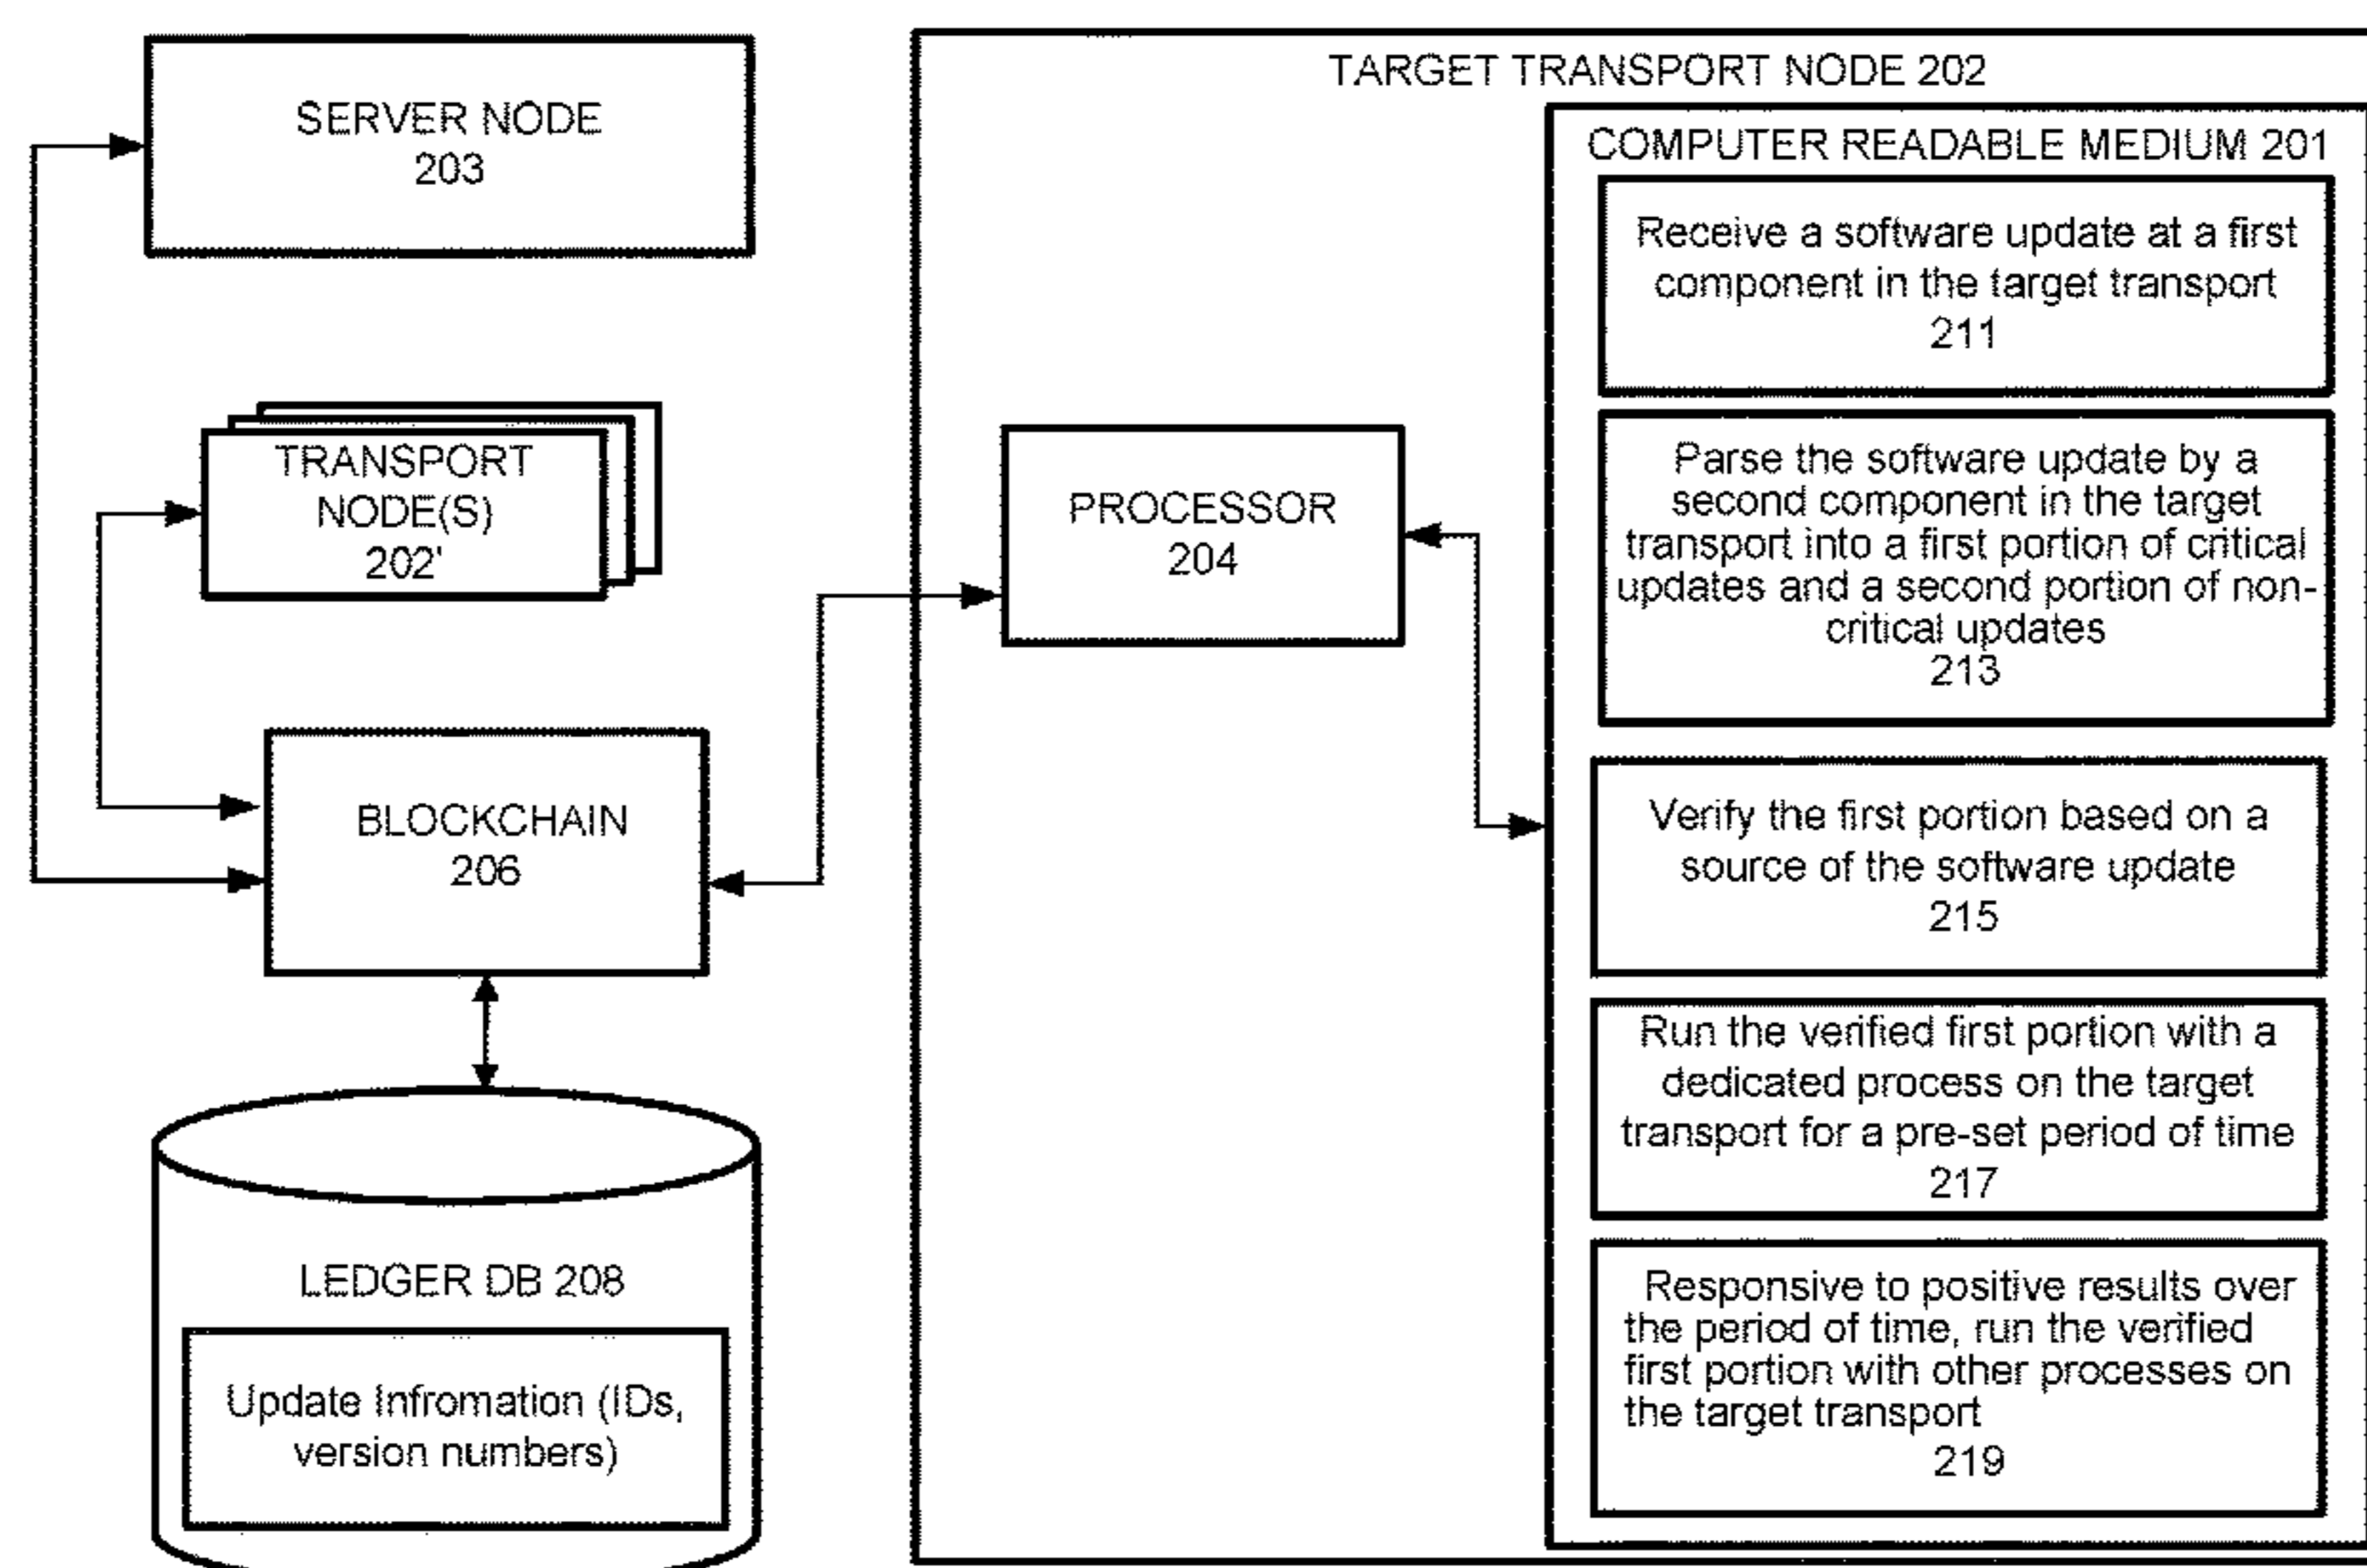 SERVER NODE
203
TRANSPORT
NODE(S)
202'
BLOCKCHAIN
206
LEDGER DB 208
Update Infromation (IDs,
version numbers)
TARGET TRANSPORT NODE 202
PROCESSOR
204
COMPUTER READABLE MEDIUM 201
Receive a software update at a first
component in the target transport
211
Parse the software update by a
second component in the target
transport into a first portion of critical
updates and a second portion of non-
critical updates
213
Verify the first portion based on a
source of the software update
215
Run the verified first portion with a
dedicated process on the target
transport for a pre-set period of time
217
Responsive to positive results over
the period of time, run the verified
first portion with other processes on
the target transport
219